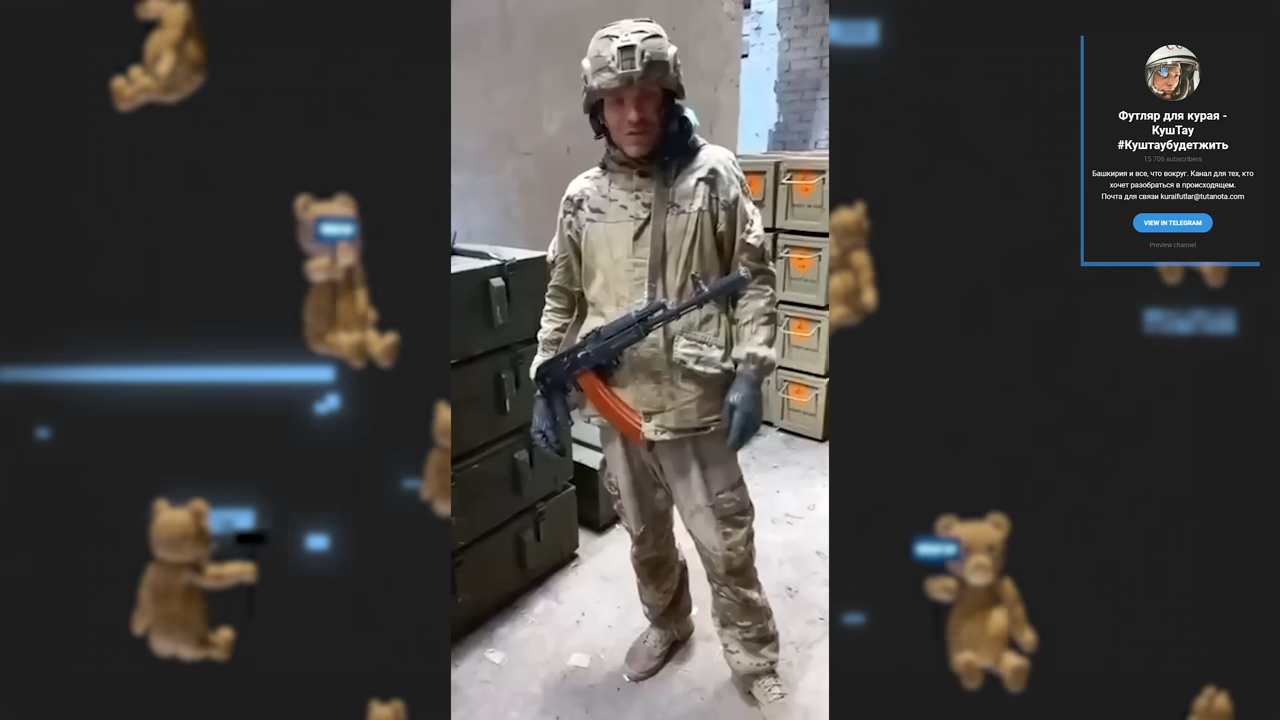 Футляр для курая -
КушТау
#Куштаубудетжить
15 706 subscribers
Башкирия и все, что вокруг. Канал для тех, кто
хочет разобраться в происходящем.
Почта для связи kuraifutlar@tutanota.com
VIEW IN TELEGRAM
Preview channel